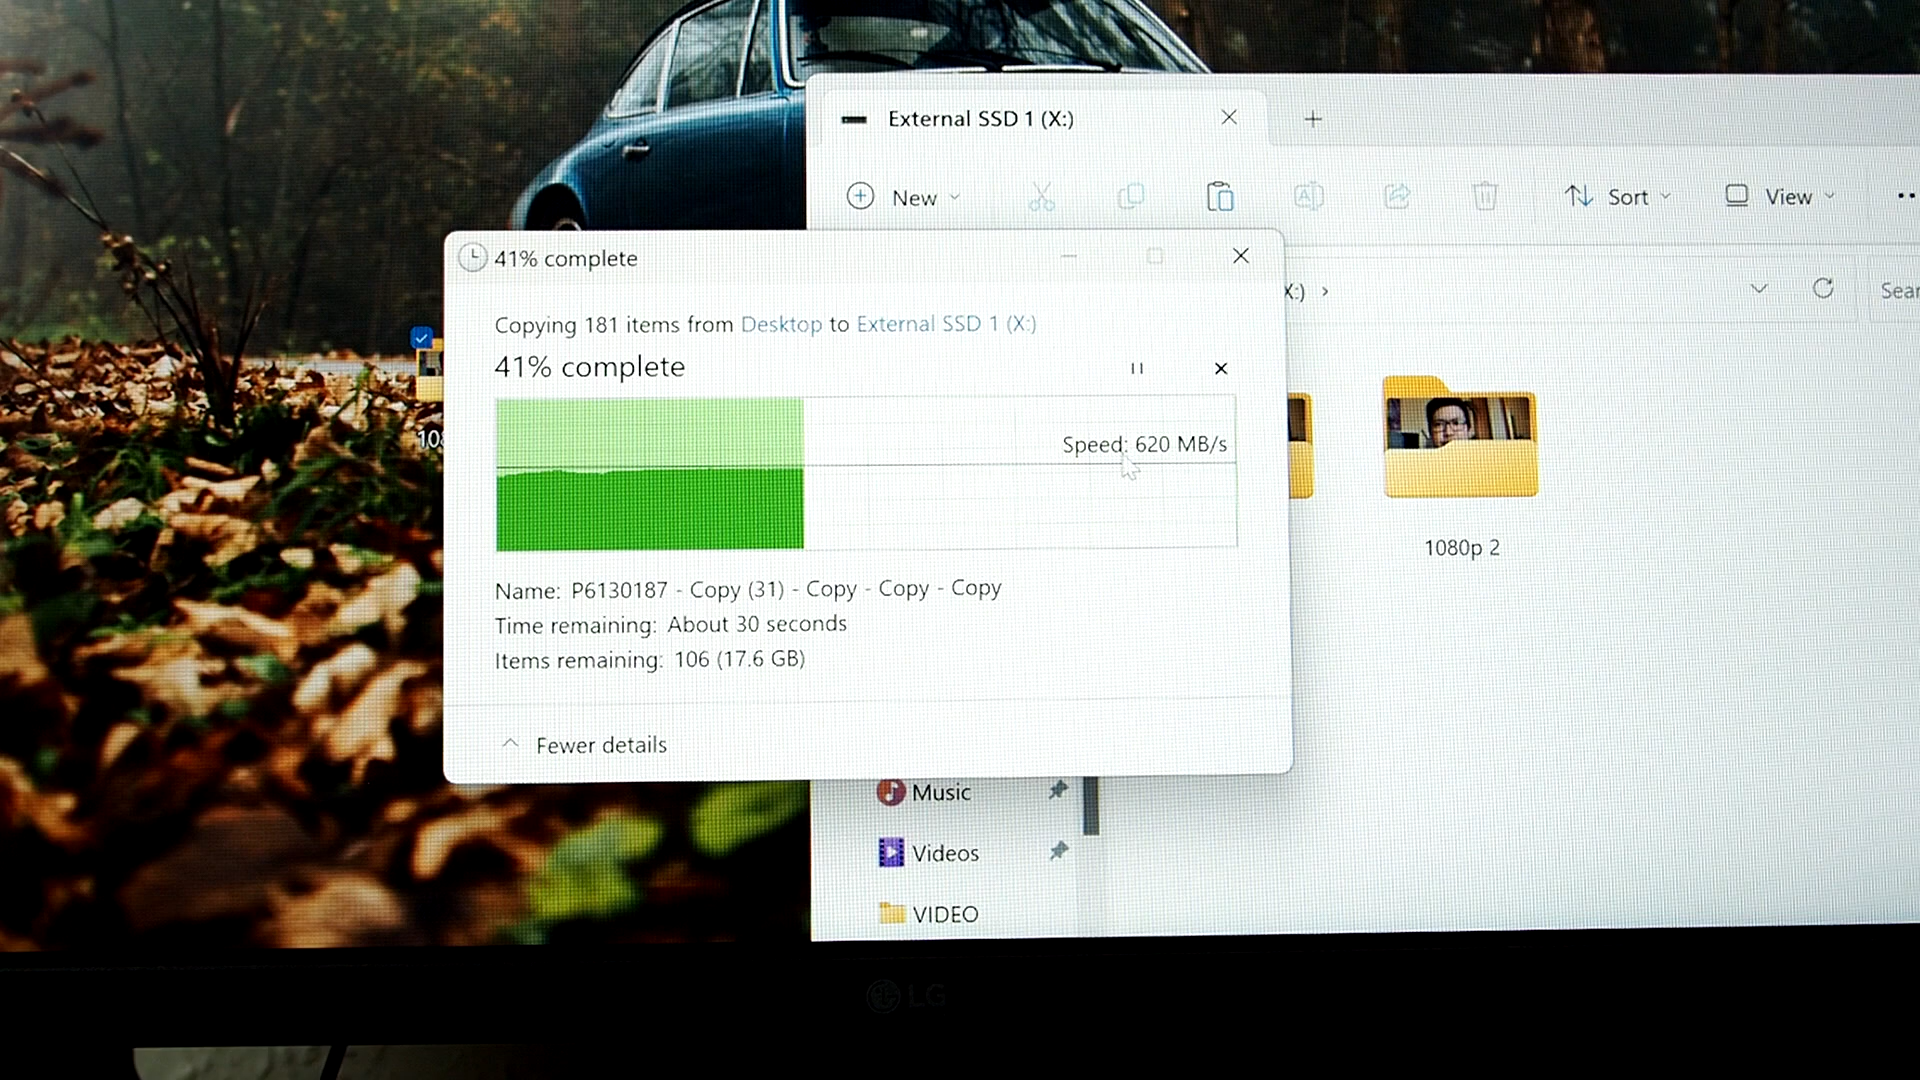 External SSD 1 (X:)
New
Sort
View
41% complete
X:)
Copying 181 items from Desktop to External SSD 1 (X:)
41% complete
Speed: 620 MB/s
1080p 2
Name: P6130187 - Copy (31) - Copy - Copy - Copy
Time remaining: About 30 seconds
Items remaining: 106 (17.6 GB)
Fewer details
Music
Videos
VIDEO
LG